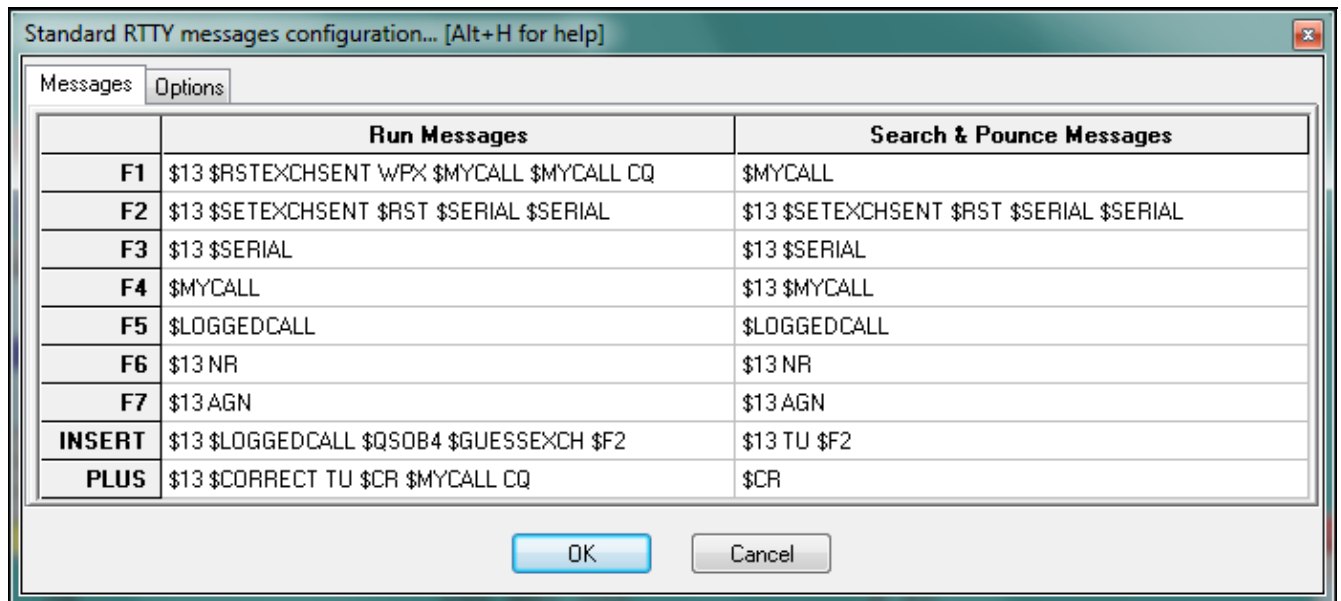 Standard RTTY messages configuration... [Alt+H for help]
Messages Options
Run Messages Search & Pounce Messages
F1 $13 $RSTEXCHSENT WPX $MYCALL $MYCALL CQ $MYCALL
F2 $13 $SETEXCHSENT $RST $SERIAL $SERIAL $13 $SETEXCHSENT $RST $SERIAL $SERIAL
F3 $13 $SERIAL $13 $SERIAL
F4 $MYCALL $13 $MYCALL
F5 $LOGGEDCALL $LOGGEDCALL
F6 $13 NR $13 NR
F7 $13 AGN $13 AGN
INSERT $13 $LOGGEDCALL $QSOB4 $GUESSEXCH $F2 $13 TU $F2
PLUS $13 $CORRECT TU $CR $MYCALL CQ $CR
OK Cancel